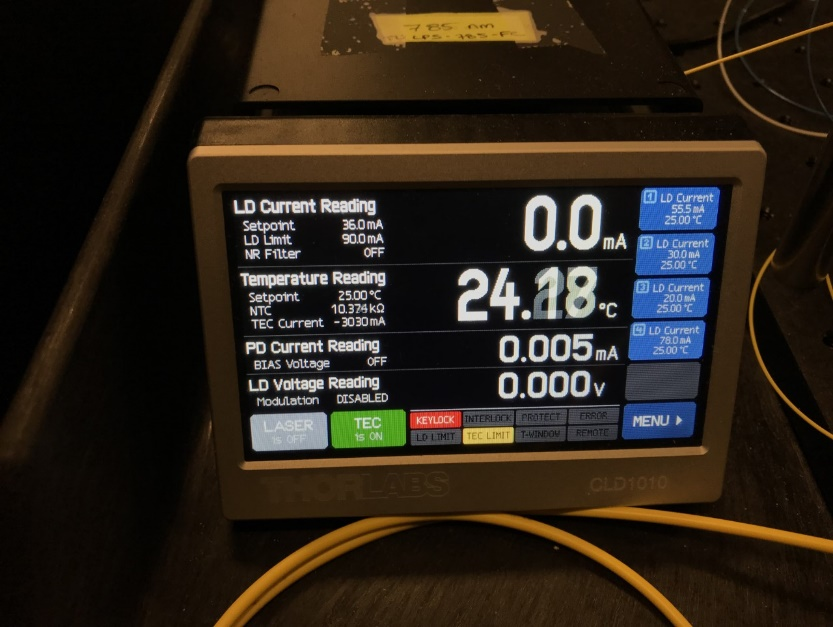 785 nm
LPS-785-FC
LD Current Reading
Setpoint 36.0 mA
LD Limit 90.0 mA
NR Filter OFF
0.0 mA
Temperature Reading
Setpoint 25.00 °C
NTC 10.374 kΩ
TEC Current -3030 mA
24.18 °C
PD Current Reading
BIAS Voltage OFF
0.005 mA
LD Voltage Reading
Modulation DISABLED
0.000 V
1 LD Current
55.5 mA
25.00 °C
2 LD Current
30.0 mA
25.00 °C
3 LD Current
20.0 mA
25.00 °C
4 LD Current
78.0 mA
25.00 °C
LASER
is OFF
TEC
is ON
KEYLOCK INTERLOCK PROTECT ERROR
LD LIMIT TEC LIMIT T-WINDOW REMOTE
MENU
THORLABS
CLD1010